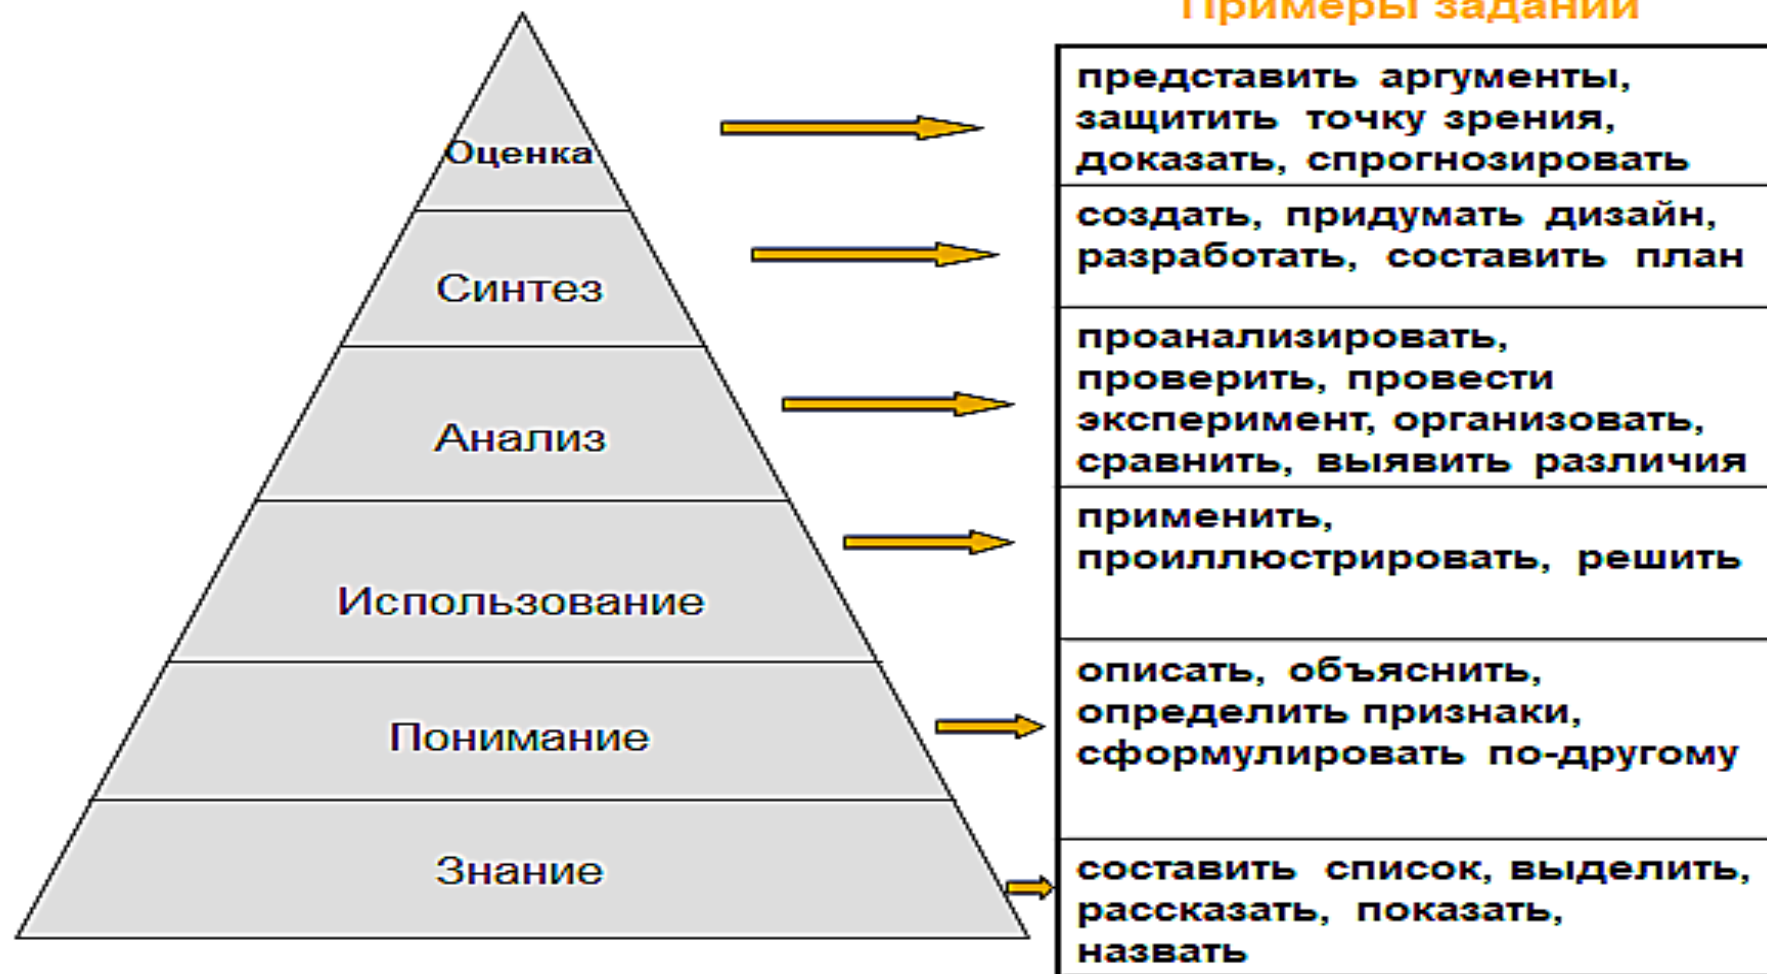 Примеры заданий
представить аргументы,
защитить точку зрения,
доказать, спрогнозировать
Оценка
создать, придумать дизайн,
разработать, составить план
Синтез
проанализировать,
проверить, провести
эксперимент, организовать,
сравнить, выявить различия
Анализ
применить,
проиллюстрировать, решить
Использование
описать, объяснить,
определить признаки,
сформулировать по-другому
Понимание
составить список, выделить,
рассказать, показать,
назвать
Знание